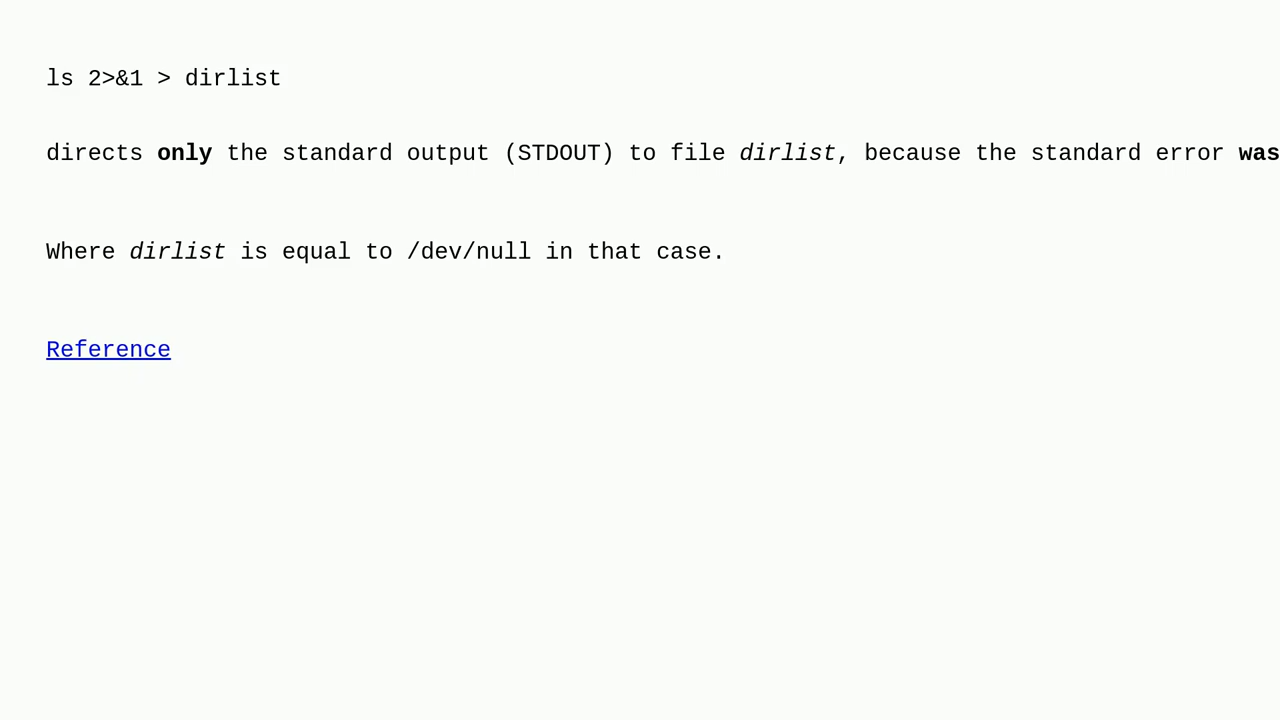 ls 2>&1 > dirlist
directs only the standard output (STDOUT) to file dirlist, because the standard error was
Where dirlist is equal to /dev/null in that case.
Reference